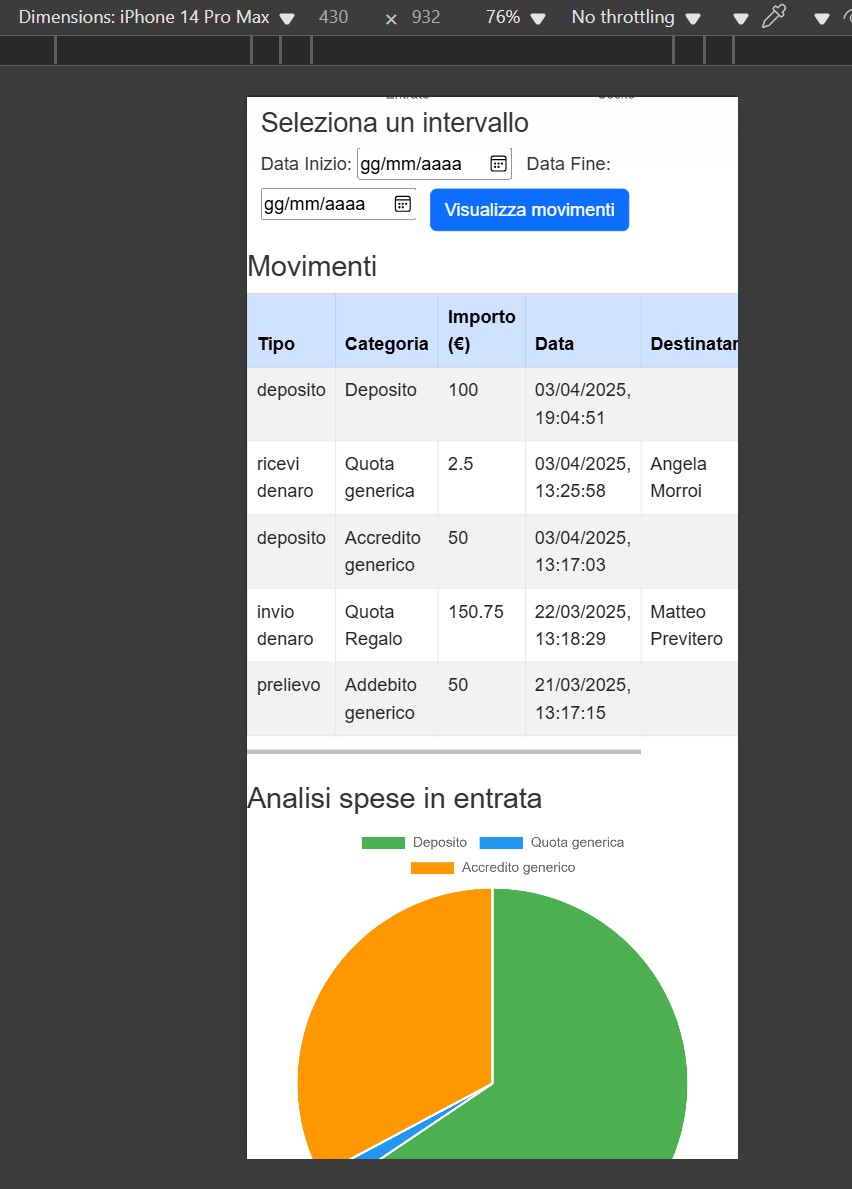 Dimensions: iPhone 14 Pro Max 430 × 932 76% No throttling
Seleziona un intervallo
Data Inizio: gg/mm/aaaa Data Fine:
gg/mm/aaaa Visualizza movimenti
Movimenti
Tipo Categoria Importo (€) Data Destinatar
deposito Deposito 100 03/04/2025,
19:04:51
ricevi Quota 2.5 03/04/2025, Angela
denaro generica 13:25:58 Morroi
deposito Accredito 50 03/04/2025,
generico 13:17:03
invio Quota 150.75 22/03/2025, Matteo
denaro Regalo 13:18:29 Previtero
prelievo Addebito 50 21/03/2025,
generico 13:17:15
Analisi spese in entrata
Deposito Quota generica
Accredito generico